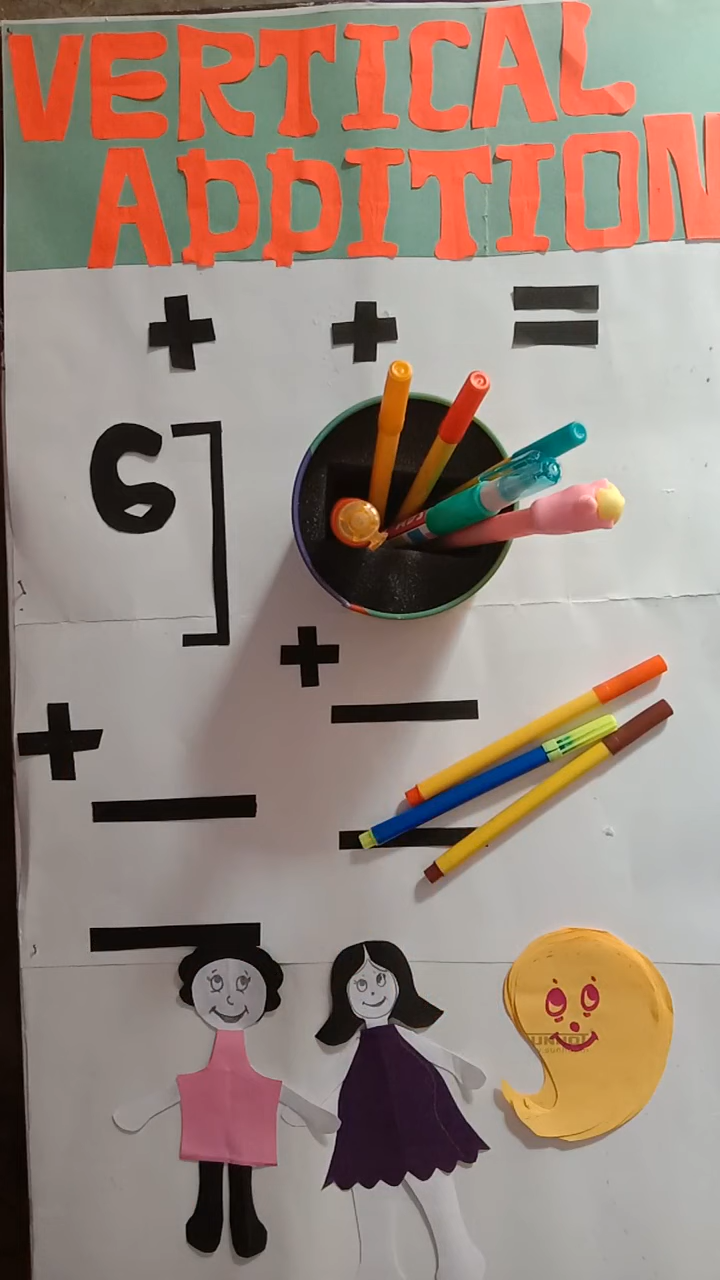 VERTICAL
ADDITION
+ + =
6 ]
+
+